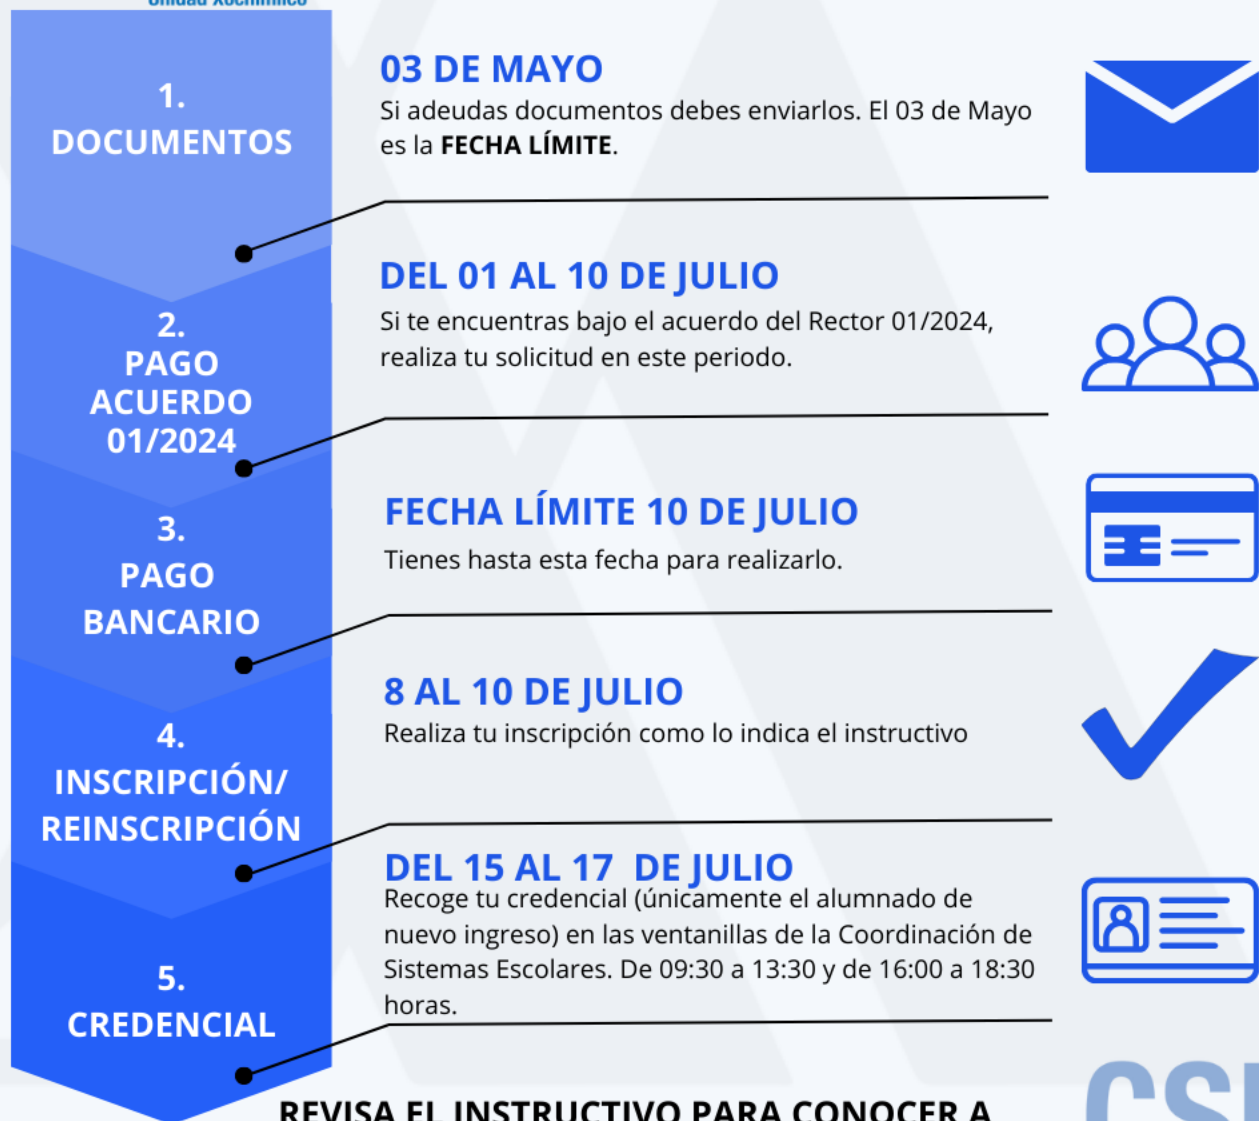 Unidad Xochimilco
1.
DOCUMENTOS
03 DE MAYO
Si adeudas documentos debes enviarlos. El 03 de Mayo
es la FECHA LÍMITE.
2.
PAGO
ACUERDO
01/2024
DEL 01 AL 10 DE JULIO
Si te encuentras bajo el acuerdo del Rector 01/2024,
realiza tu solicitud en este periodo.
3.
PAGO
BANCARIO
FECHA LÍMITE 10 DE JULIO
Tienes hasta esta fecha para realizarlo.
4.
INSCRIPCIÓN/
REINSCRIPCIÓN
8 AL 10 DE JULIO
Realiza tu inscripción como lo indica el instructivo
5.
CREDENCIAL
DEL 15 AL 17  DE JULIO
Recoge tu credencial (únicamente el alumnado de
nuevo ingreso) en las ventanillas de la Coordinación de
Sistemas Escolares. De 09:30 a 13:30 y de 16:00 a 18:30
horas.
REVISA EL INSTRUCTIVO PARA CONOCER A